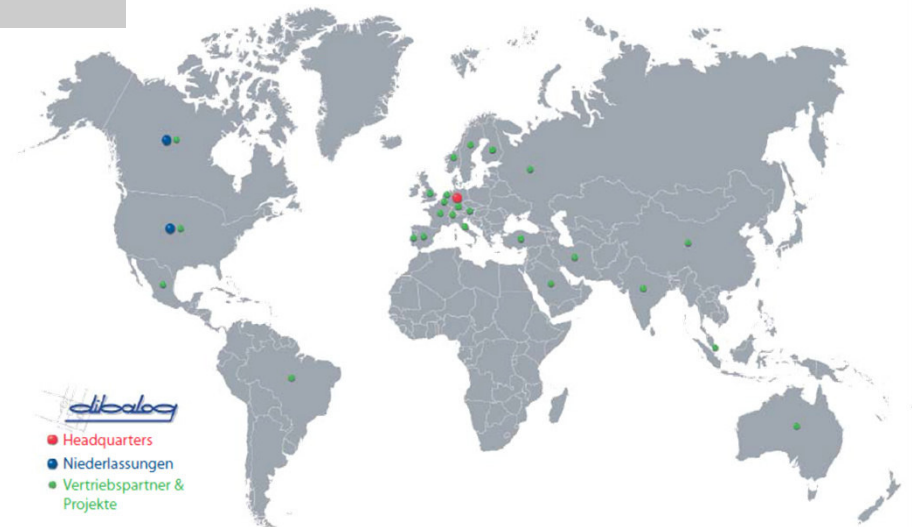 dibalog
Headquarters
Niederlassungen
Vertriebspartner &
Projekte